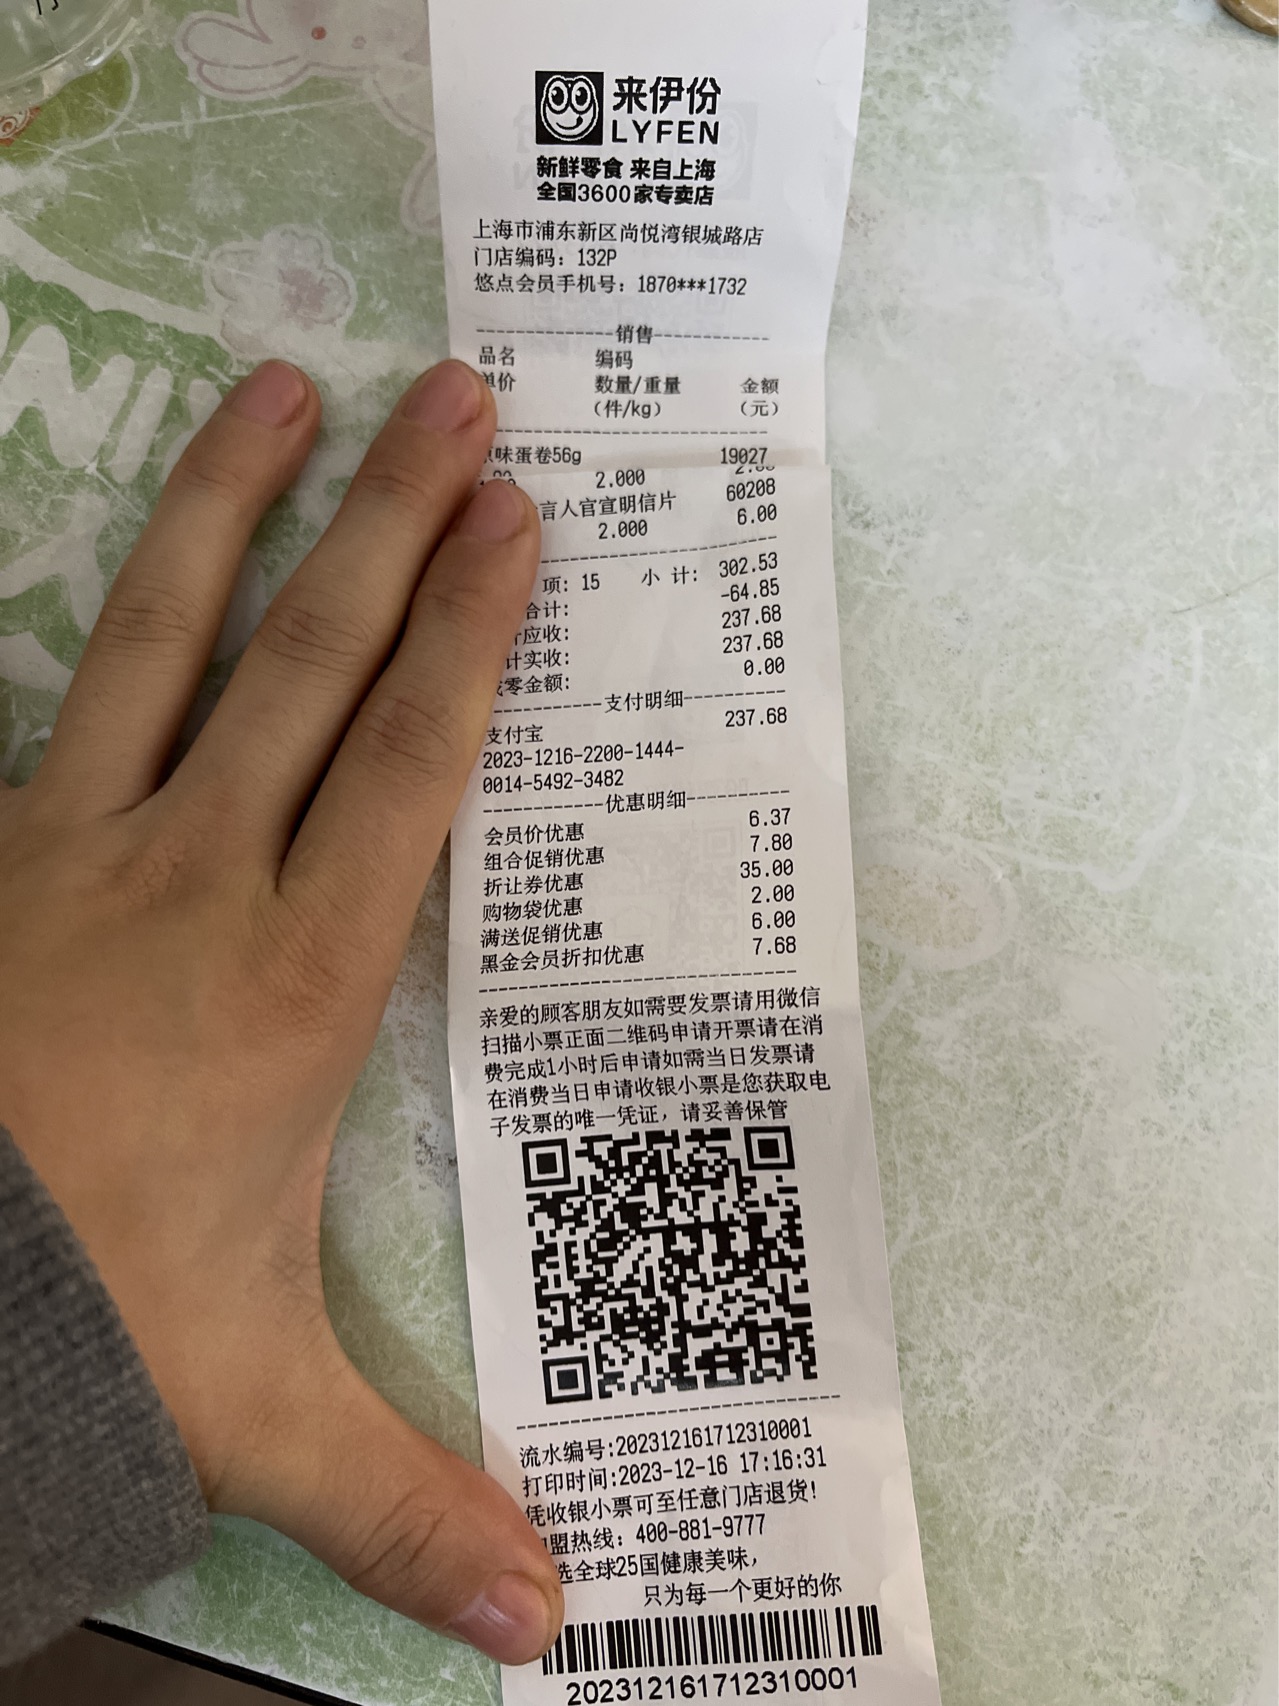 来伊份
LYFEN
新鲜零食 来自上海
全国3600家专卖店
上海市浦东新区尚悦湾银城路店
门店编码：132P
悠点会员手机号：1870***1732
销售
品名 编码
单价 数量/重量 金额
（件/kg） （元）
原味蛋卷56g 19027
2.000
言人官宣明信片 60208
2.000 6.00
项: 15 小 计: 302.53
合计: -64.85
应收: 237.68
计实收: 237.68
找零金额: 0.00
支付明细
支付宝 237.68
2023-1216-2200-1444-
0014-5492-3482
优惠明细
会员价优惠 6.37
组合促销优惠 7.80
折让券优惠 35.00
购物袋优惠 2.00
满送促销优惠 6.00
黑金会员折扣优惠 7.68
亲爱的顾客朋友如需要发票请用微信
扫描小票正面二维码申请开票请在消
费完成1小时后申请如需当日发票请
在消费当日申请收银小票是您获取电
子发票的唯一凭证，请妥善保管
流水编号:202312161712310001
打印时间:2023-12-16 17:16:31
凭收银小票可至任意门店退货!
加盟热线：400-881-9777
选全球25国健康美味，
只为每一个更好的你
202312161712310001